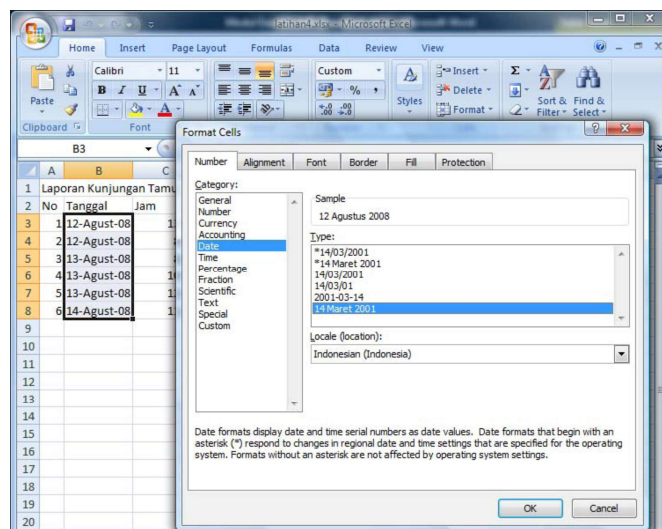 latihan4.xlsx - Microsoft Excel
Home Insert Page Layout Formulas Data Review View
Calibri 11 Custom Insert Σ
Paste B I U A A % , Styles Delete Sort & Find &
Format Filter Select
Clipboard Font
B3
Format Cells
Number Alignment Font Border Fill Protection
Category:
General
Number
Currency
Accounting
Date
Time
Percentage
Fraction
Scientific
Text
Special
Custom
Sample
12 Agustus 2008
Type:
*14/03/2001
*14 Maret 2001
14/03/2001
14/03/01
2001-03-14
14 Maret 2001
Locale (location):
Indonesian (Indonesia)
Date formats display date and time serial numbers as date values. Date formats that begin with an
asterisk (*) respond to changes in regional date and time settings that are specified for the operating
system. Formats without an asterisk are not affected by operating system settings.
OK Cancel
A B C
1 Laporan Kunjungan Tamu
2 No Tanggal Jam
3 1 12-Agust-08
4 2 12-Agust-08
5 3 13-Agust-08
6 4 13-Agust-08
7 5 13-Agust-08
8 6 14-Agust-08
9
10
11
12
13
14
15
16
17
18
19
20